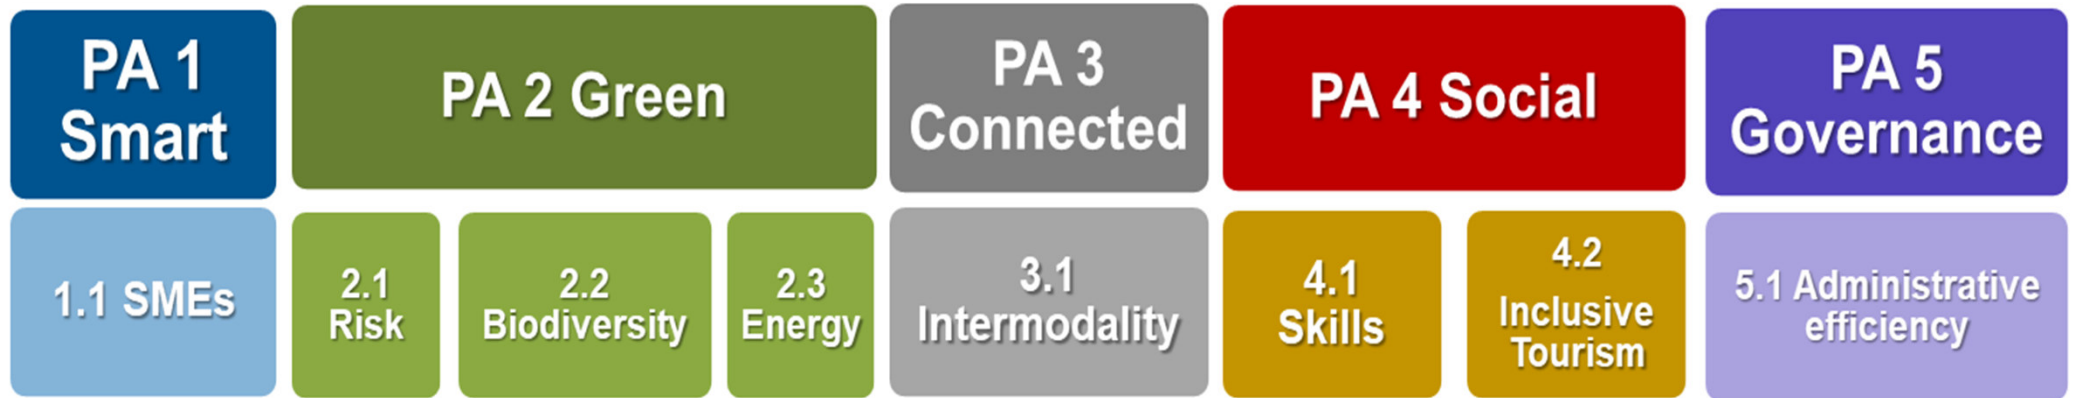 PA 1
Smart
PA 2 Green
PA 3
Connected
PA 4 Social
PA 5
Governance
1.1 SMEs
2.1
Risk
2.2
Biodiversity
2.3
Energy
3.1
Intermodality
4.1
Skills
4.2
Inclusive
Tourism
5.1 Administrative
efficiency